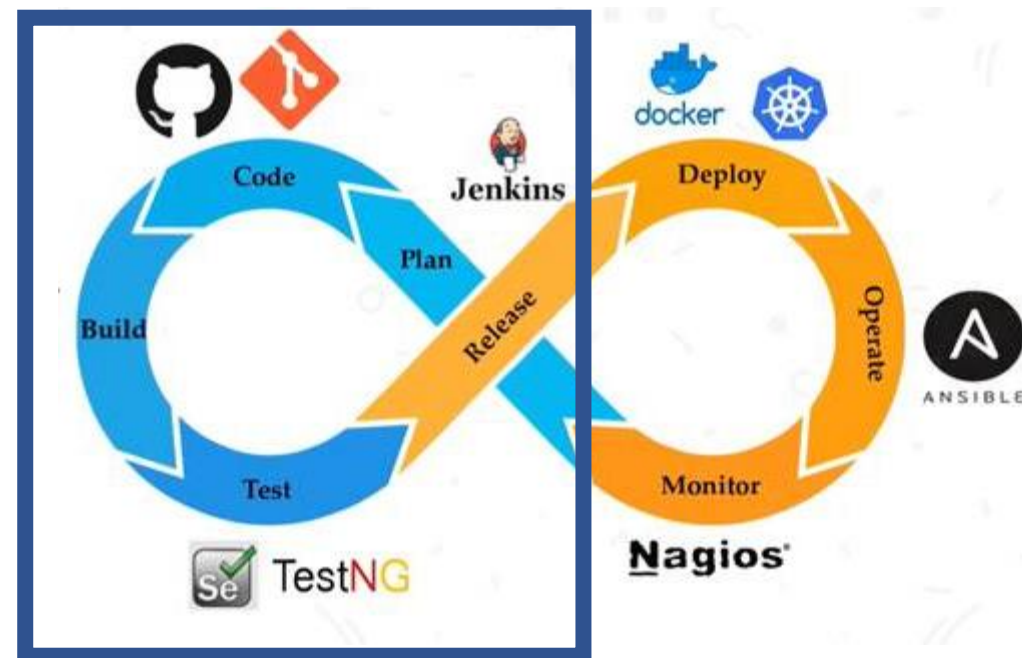 docker
Code
Jenkins
Deploy
Plan
Release
Build
Operate
ANSIBLE
Test
Monitor
Se
TestNG
Nagios